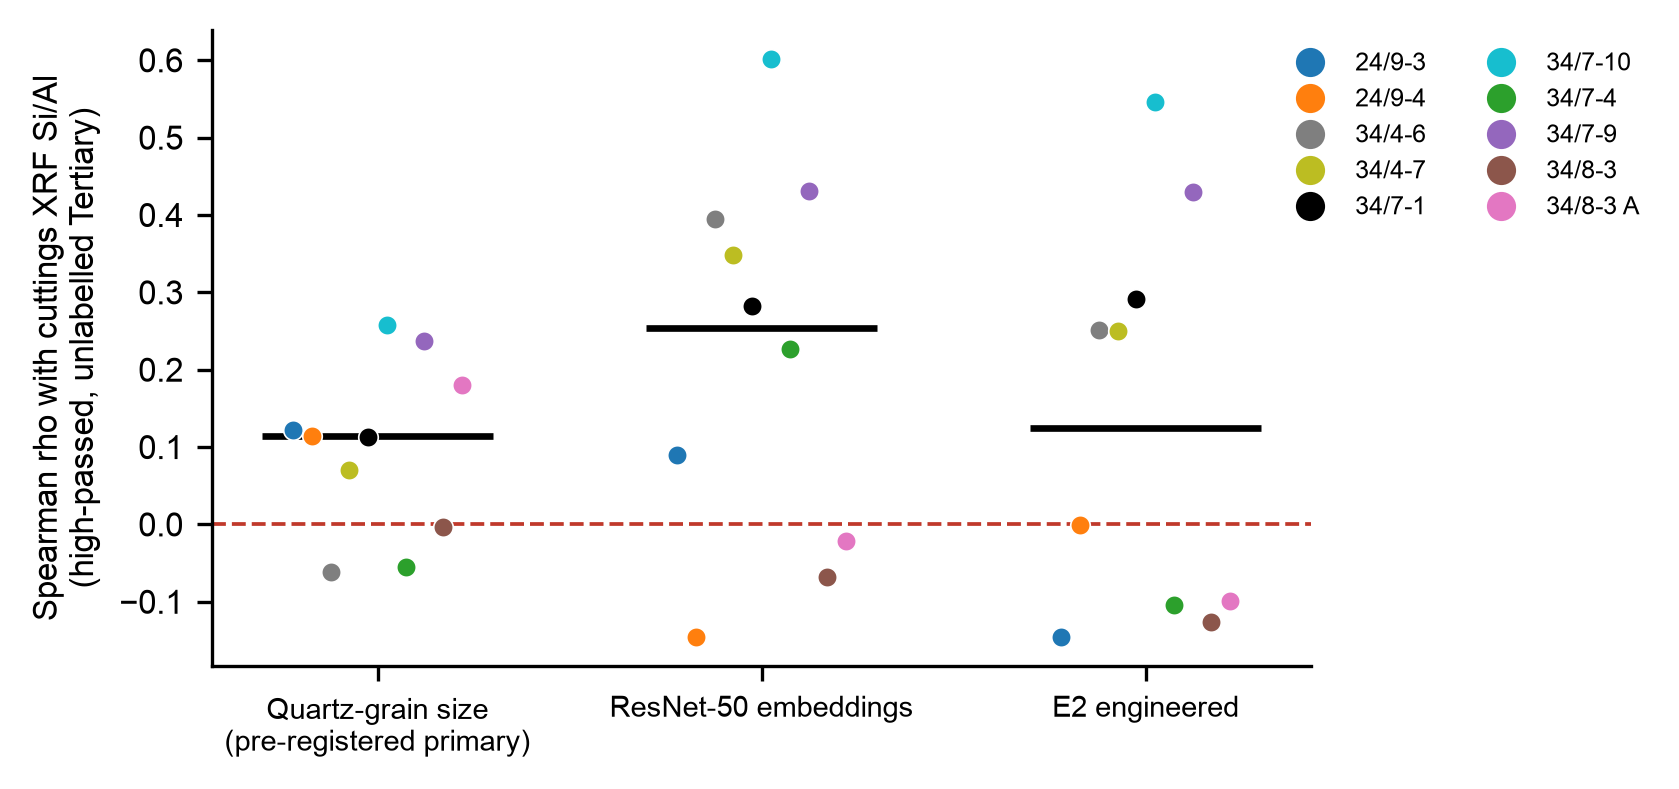 Spearman rho with cuttings XRF Si/Al
(high-passed, unlabelled Tertiary)
0.6
0.5
0.4
0.3
0.2
0.1
0.0
−0.1
Quartz-grain size
(pre-registered primary)
ResNet-50 embeddings
E2 engineered
24/9-3
24/9-4
34/4-6
34/4-7
34/7-1
34/7-10
34/7-4
34/7-9
34/8-3
34/8-3 A